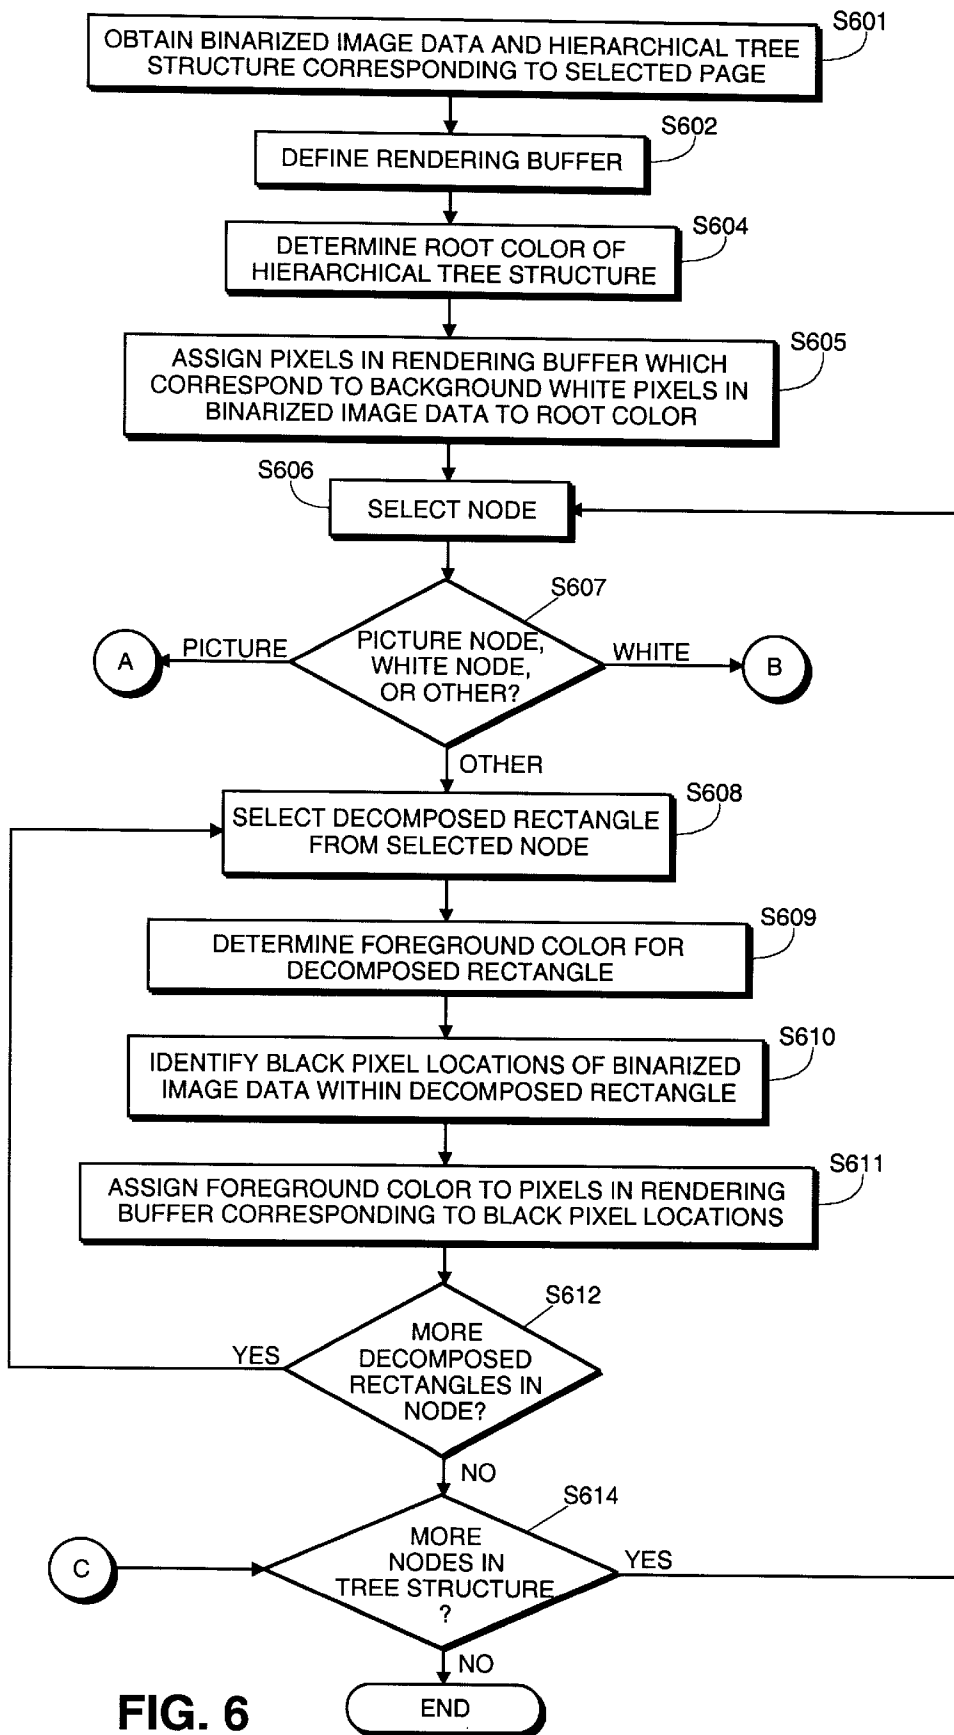 S601
OBTAIN BINARIZED IMAGE DATA AND HIERARCHICAL TREE
STRUCTURE CORRESPONDING TO SELECTED PAGE
S602
DEFINE RENDERING BUFFER
S604
DETERMINE ROOT COLOR OF
HIERARCHICAL TREE STRUCTURE
S605
ASSIGN PIXELS IN RENDERING BUFFER WHICH
CORRESPOND TO BACKGROUND WHITE PIXELS IN
BINARIZED IMAGE DATA TO ROOT COLOR
S606
SELECT NODE
S607
A
PICTURE
PICTURE NODE,
WHITE NODE,
OR OTHER?
WHITE
B
OTHER
S608
SELECT DECOMPOSED RECTANGLE
FROM SELECTED NODE
S609
DETERMINE FOREGROUND COLOR FOR
DECOMPOSED RECTANGLE
S610
IDENTIFY BLACK PIXEL LOCATIONS OF BINARIZED
IMAGE DATA WITHIN DECOMPOSED RECTANGLE
S611
ASSIGN FOREGROUND COLOR TO PIXELS IN RENDERING
BUFFER CORRESPONDING TO BLACK PIXEL LOCATIONS
S612
YES
MORE
DECOMPOSED
RECTANGLES IN
NODE?
NO
S614
C
MORE
NODES IN
TREE STRUCTURE
?
YES
NO
END
FIG. 6